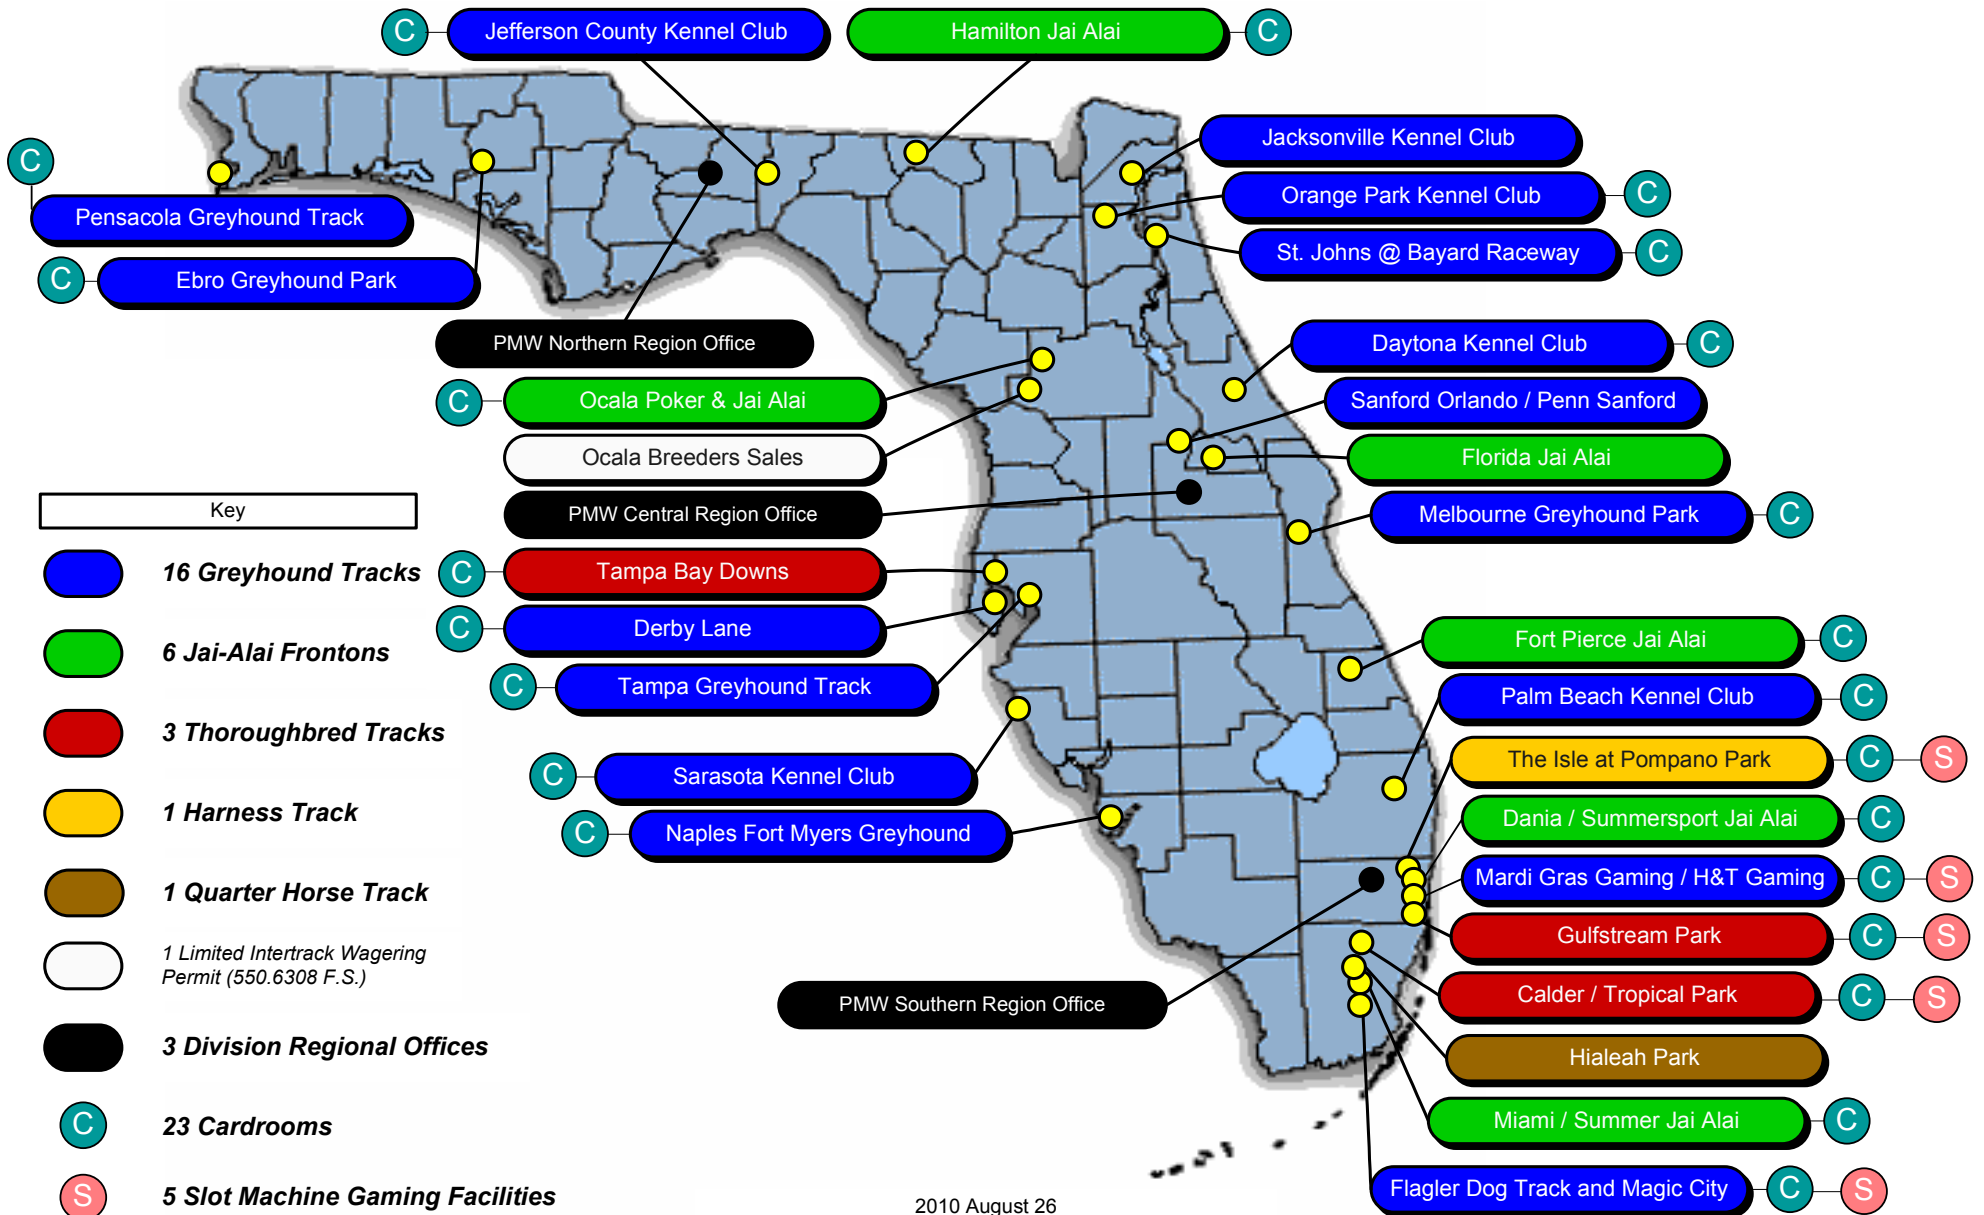 C
Jefferson County Kennel Club
Hamilton Jai Alai
C
C
Pensacola Greyhound Track
C
Ebro Greyhound Park
Jacksonville Kennel Club
Orange Park Kennel Club
C
St. Johns @ Bayard Raceway
C
PMW Northern Region Office
C
Ocala Poker & Jai Alai
Ocala Breeders Sales
PMW Central Region Office
C
Tampa Bay Downs
C
Derby Lane
C
Tampa Greyhound Track
C
Sarasota Kennel Club
C
Naples Fort Myers Greyhound
PMW Southern Region Office
Daytona Kennel Club
C
Sanford Orlando / Penn Sanford
Florida Jai Alai
Melbourne Greyhound Park
C
Fort Pierce Jai Alai
C
Palm Beach Kennel Club
C
The Isle at Pompano Park
C
S
Dania / Summersport Jai Alai
C
Mardi Gras Gaming / H&T Gaming
C
S
Gulfstream Park
C
S
Calder / Tropical Park
C
S
Hialeah Park
Miami / Summer Jai Alai
C
Flagler Dog Track and Magic City
C
S
Key
16 Greyhound Tracks
6 Jai-Alai Frontons
3 Thoroughbred Tracks
1 Harness Track
1 Quarter Horse Track
1 Limited Intertrack Wagering
Permit (550.6308 F.S.)
3 Division Regional Offices
C
23 Cardrooms
S
5 Slot Machine Gaming Facilities
2010 August 26